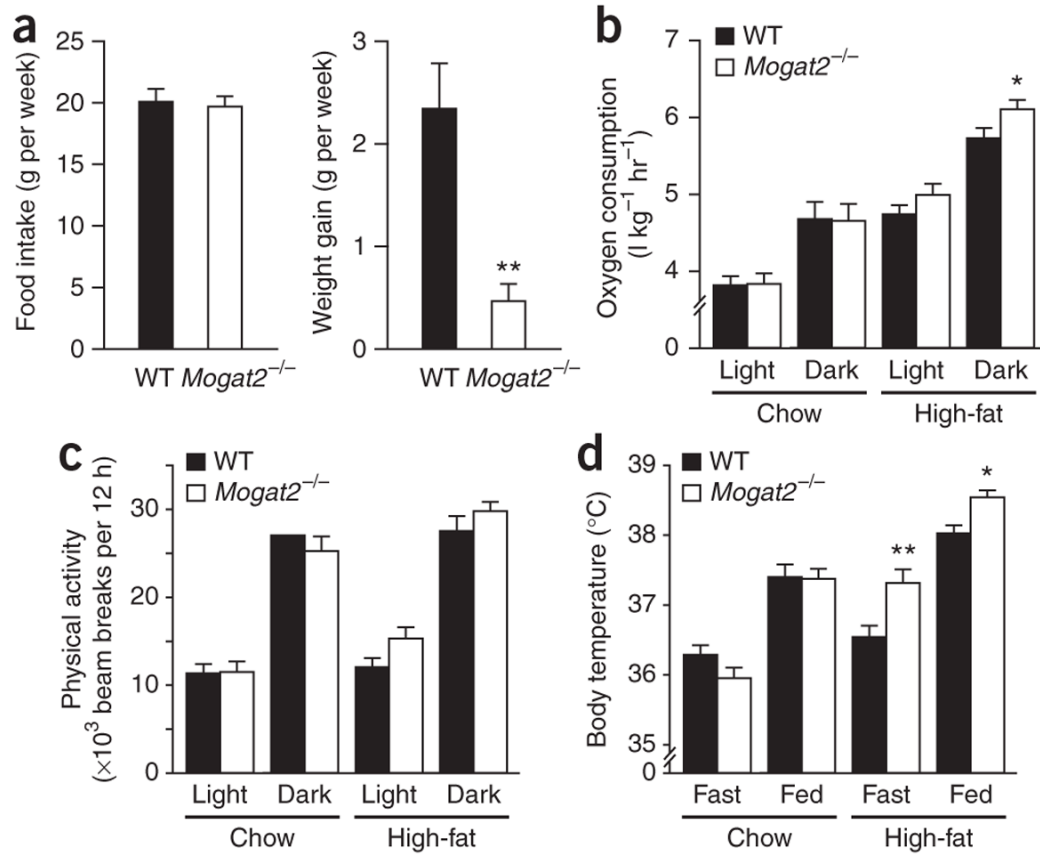 a
25
20
15
10
5
0
Food intake (g per week)
WT Mogat2−/−
3
2
1
0
Weight gain (g per week)
**
WT Mogat2−/−
b
WT
Mogat2−/−
7
6
5
4
0
Oxygen consumption
(l kg−1 hr−1)
*
Light Dark Light Dark
Chow High-fat
c
WT
Mogat2−/−
30
20
10
0
Physical activity
(×103 beam breaks per 12 h)
Light Dark Light Dark
Chow High-fat
d
WT
Mogat2−/−
39
38
37
36
35
0
Body temperature (°C)
**
*
Fast Fed Fast Fed
Chow High-fat